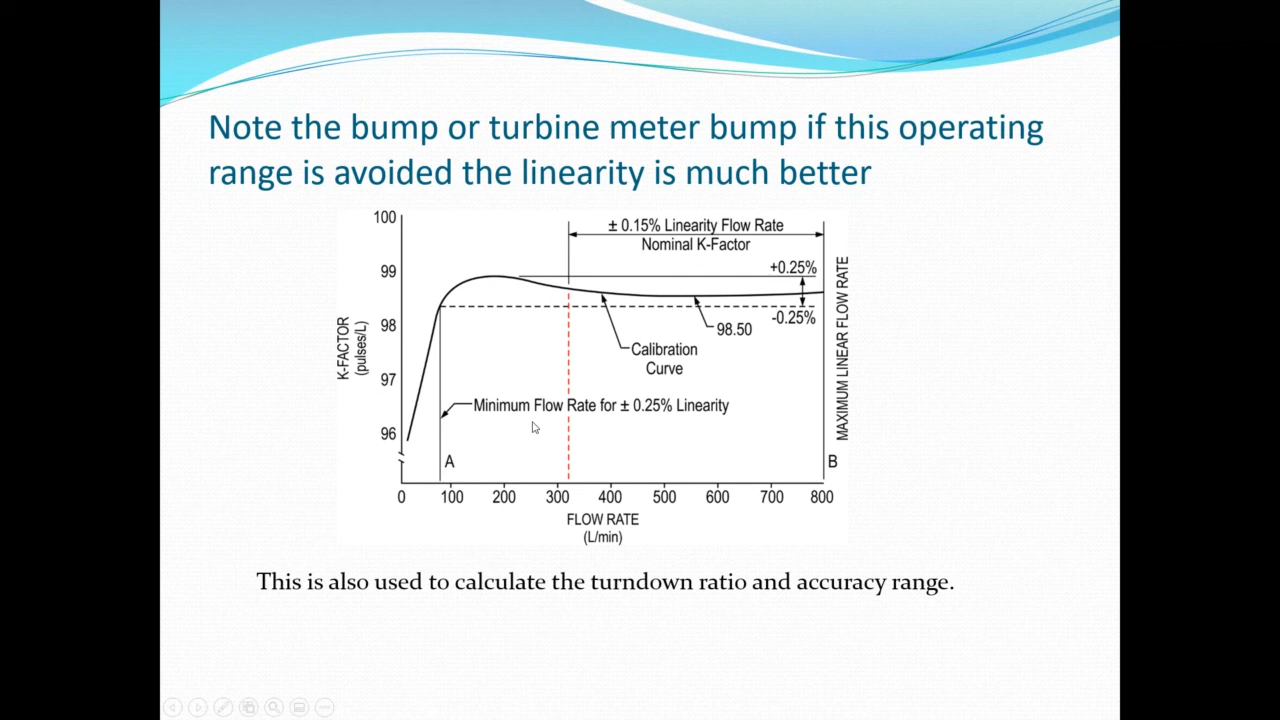 Note the bump or turbine meter bump if this operating
range is avoided the linearity is much better
100
99
98
97
96
K-FACTOR
(pulses/L)
± 0.15% Linearity Flow Rate
Nominal K-Factor
+0.25%
-0.25%
98.50
Calibration
Curve
Minimum Flow Rate for ± 0.25% Linearity
MAXIMUM LINEAR FLOW RATE
A
B
0 100 200 300 400 500 600 700 800
FLOW RATE
(L/min)
This is also used to calculate the turndown ratio and accuracy range.